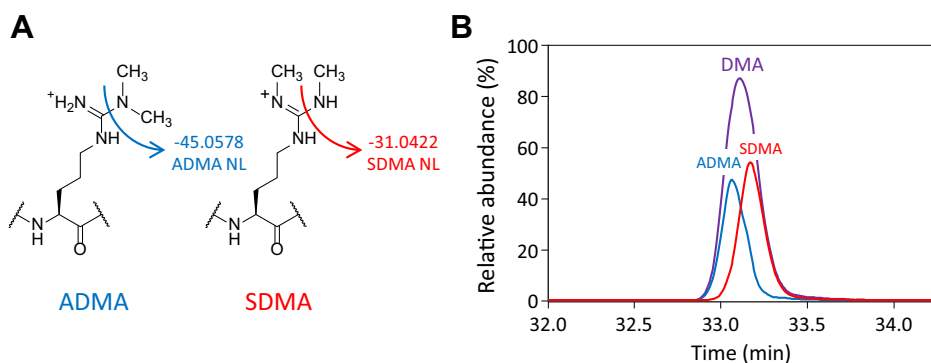 A
CH3
+
H2N
N
CH3
NH
-45.0578
ADMA NL
N
H
O
ADMA
H3C
+
N
CH3
NH
NH
-31.0422
SDMA NL
N
H
O
SDMA
B
Relative abundance (%)
100
80
60
40
20
0
DMA
ADMA
SDMA
32.0
32.5
33.0
33.5
34.0
Time (min)